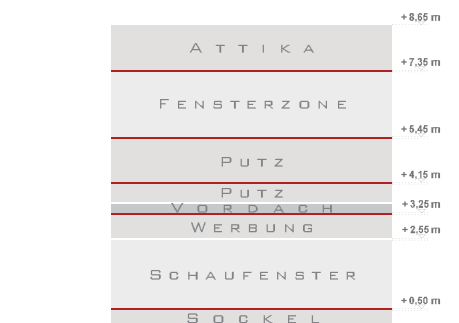 + 8,65 m
ATTIKA
+ 7,35 m
FENSTERZONE
+ 5,45 m
PUTZ
+ 4,15 m
PUTZ
+ 3,25 m
VORDACH
WERBUNG
+ 2,55 m
SCHAUFENSTER
+ 0,50 m
SOCKEL